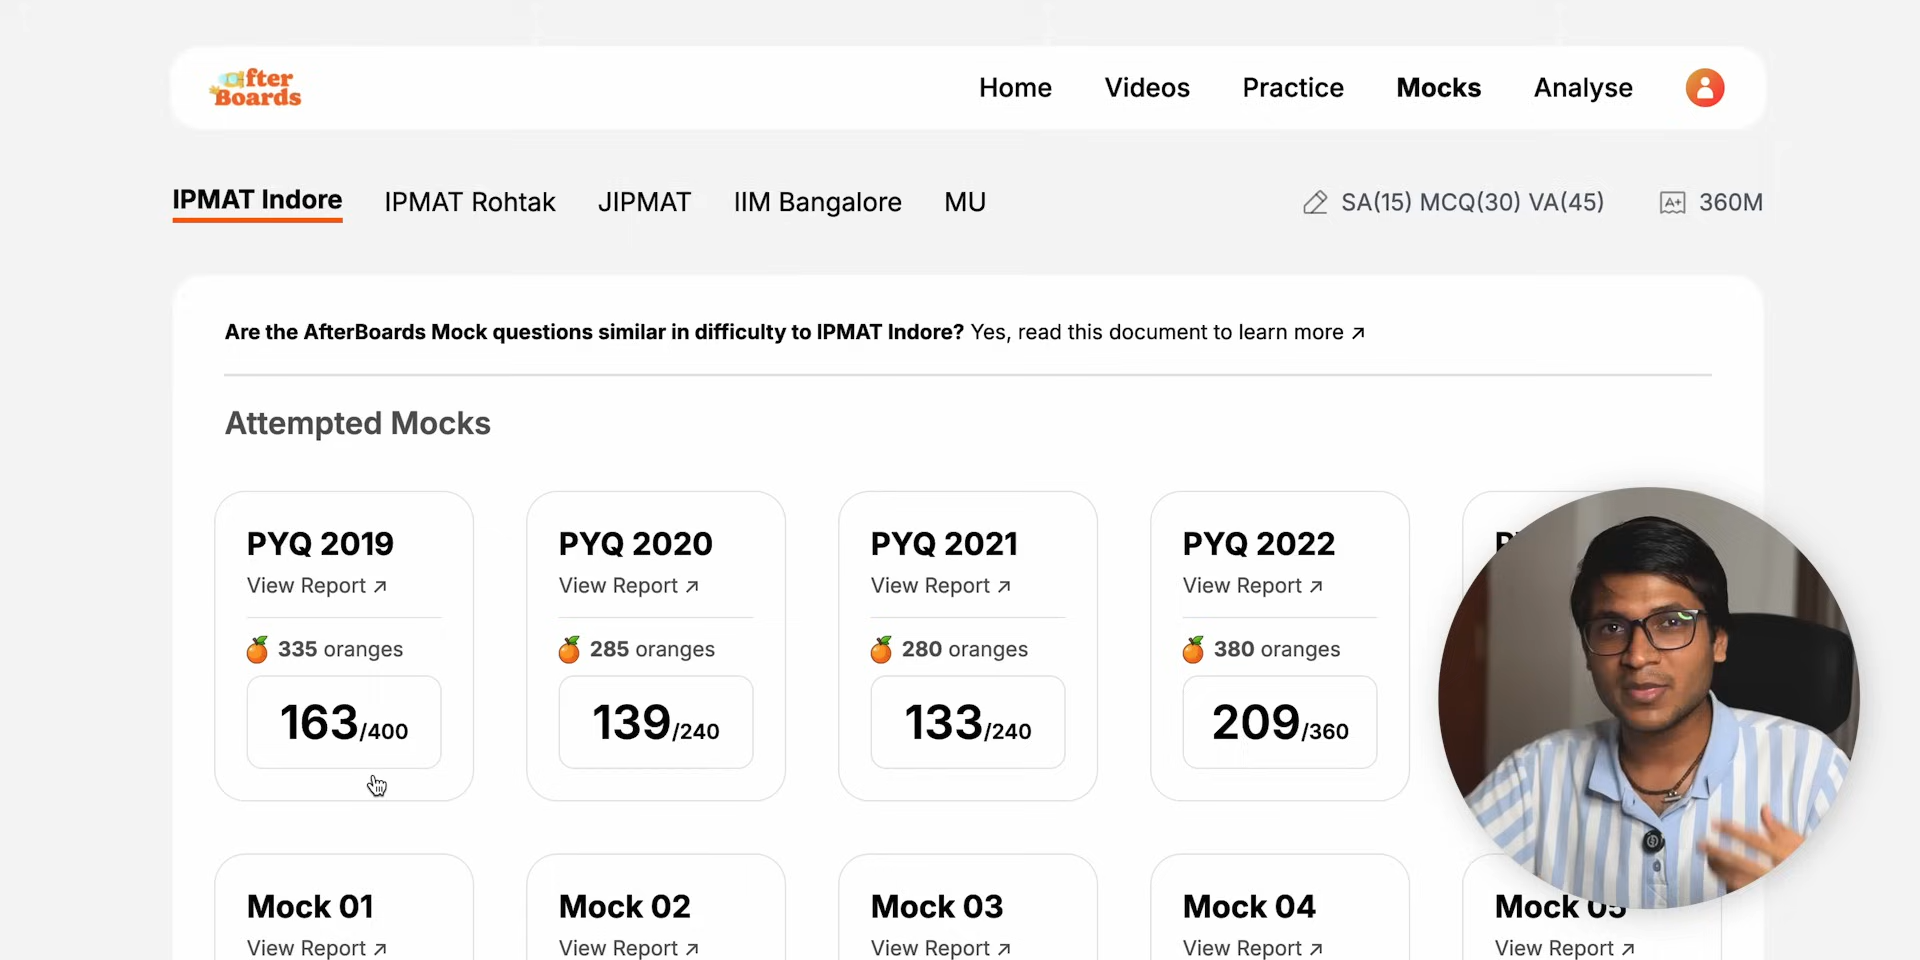 After
Boards
Home
Videos
Practice
Mocks
Analyse
IPMAT Indore
IPMAT Rohtak
JIPMAT
IIM Bangalore
MU
SA(15) MCQ(30) VA(45)
A+
360M
Are the AfterBoards Mock questions similar in difficulty to IPMAT Indore? Yes, read this document to learn more ↗
Attempted Mocks
PYQ 2019
View Report ↗
335 oranges
163/400
PYQ 2020
View Report ↗
285 oranges
139/240
PYQ 2021
View Report ↗
280 oranges
133/240
PYQ 2022
View Report ↗
380 oranges
209/360
Mock 01
View Report ↗
Mock 02
View Report ↗
Mock 03
View Report ↗
Mock 04
View Report ↗
Mock 05
View Report ↗